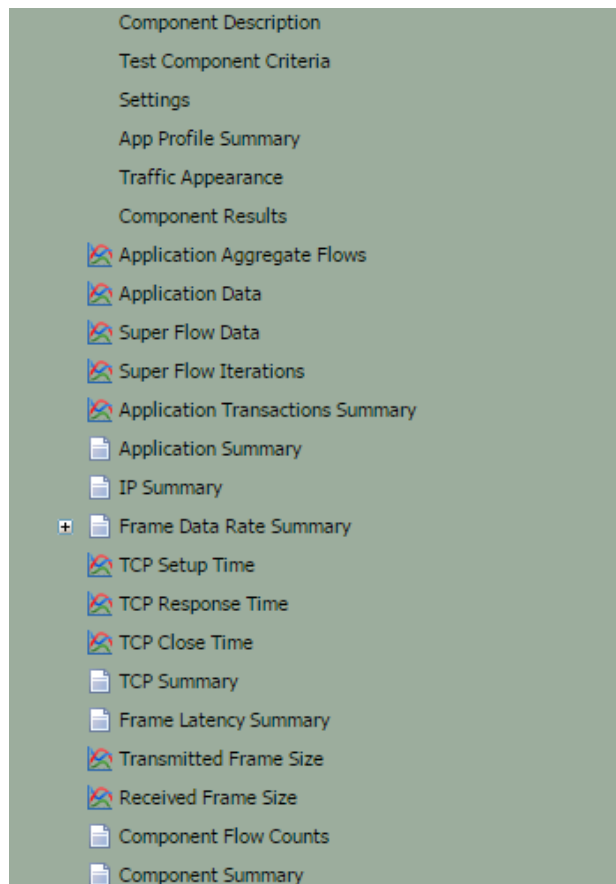 Component Description
Test Component Criteria
Settings
App Profile Summary
Traffic Appearance
Component Results
Application Aggregate Flows
Application Data
Super Flow Data
Super Flow Iterations
Application Transactions Summary
Application Summary
IP Summary
Frame Data Rate Summary
TCP Setup Time
TCP Response Time
TCP Close Time
TCP Summary
Frame Latency Summary
Transmitted Frame Size
Received Frame Size
Component Flow Counts
Component Summary